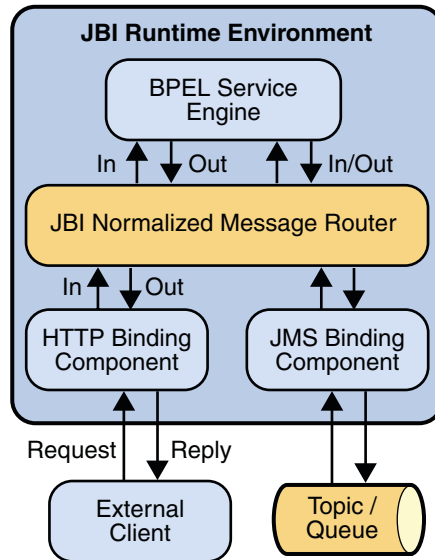 JBI Runtime Environment
BPEL Service
Engine
In
Out
In/Out
JBI Normalized Message Router
In
Out
HTTP Binding
Component
JMS Binding
Component
Request
Reply
External
Client
Topic /
Queue